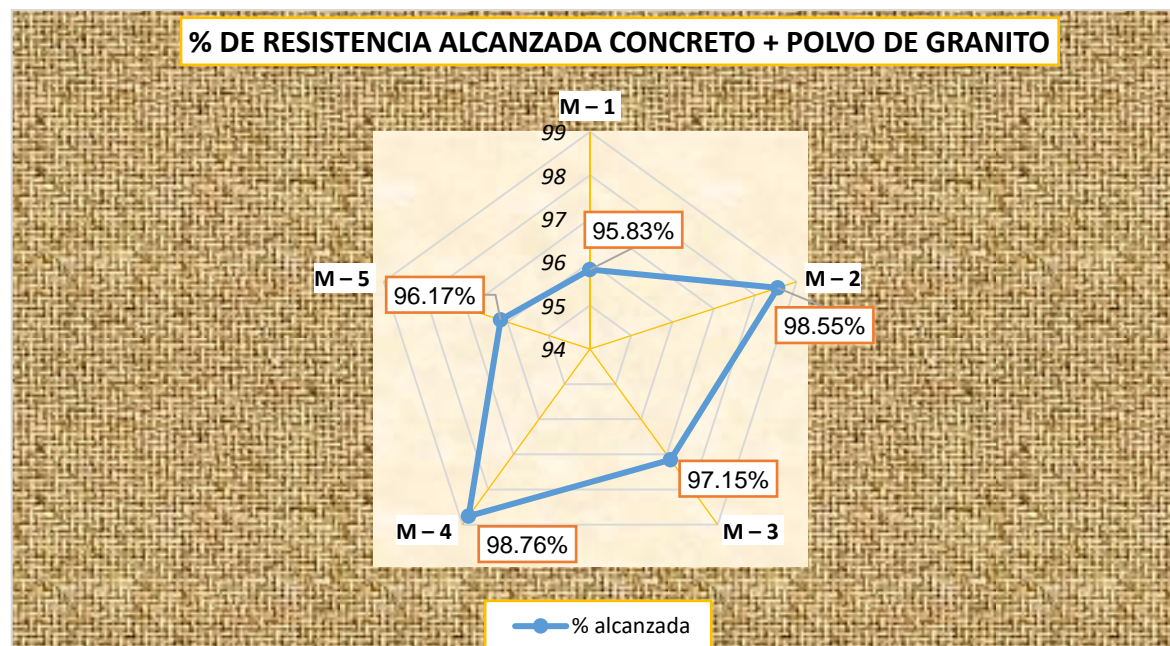 % DE RESISTENCIA ALCANZADA CONCRETO + POLVO DE GRANITO
M – 1
99
98
97
95.83%
96
M – 5
M – 2
96.17%
95
98.55%
94
97.15%
M – 4
M – 3
98.76%
% alcanzada